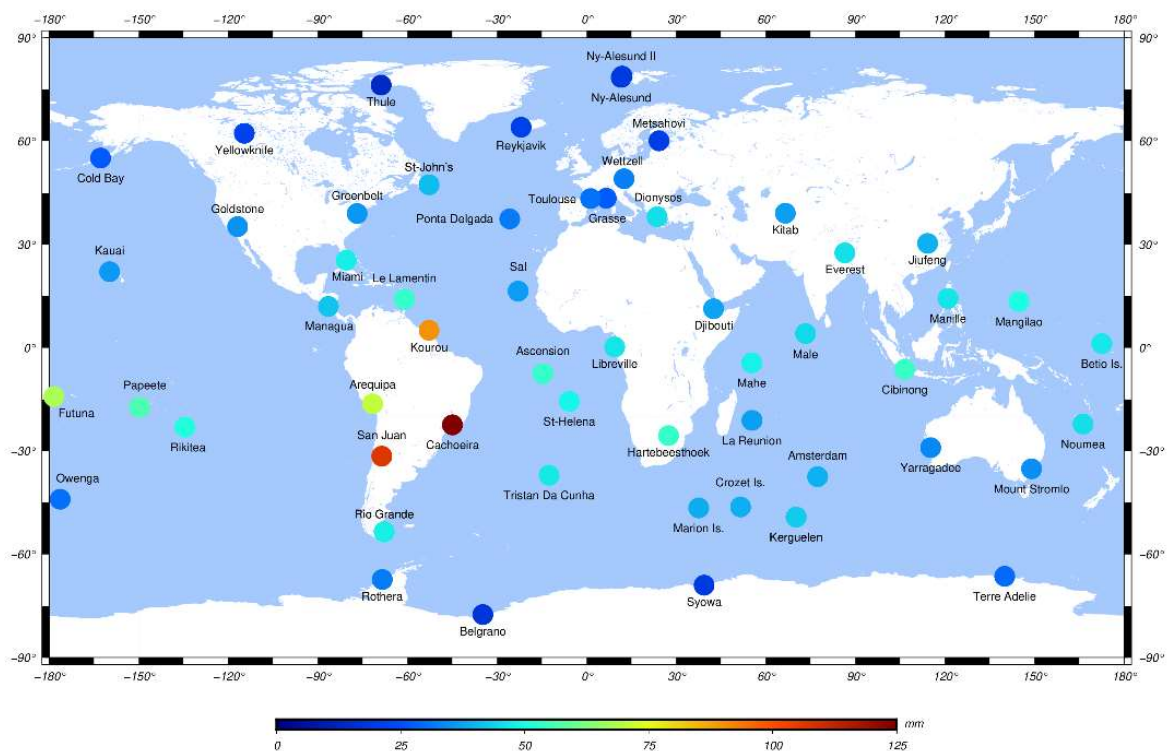 −180° −150° −120° −90° −60° −30° 0° 30° 60° 90° 120° 150° 180°
90° 90°
Ny-Alesund II
Thule Ny-Alesund
Metsahovi
60° Yellowknife Reykjavik 60°
Wettzell
Cold Bay St-John's
Greenbelt Toulouse Dionysos
Goldstone Ponta Delgada Grasse Kitab
30° 30°
Kauai Sal Everest Jiufeng
Miami Le Lamentin
Managua Djibouti Manille Mangilao
Kourou Ascension Libreville Male
0° 0°
Betio Is.
Papeete Arequipa Mahe Cibinong
Futuna
San Juan Cachoeira St-Helena La Reunion
Rikitea Hartebeesthoek Noumea
−30° −30°
Amsterdam Yarragadee
Owenga Crozet Is. Mount Stromlo
Tristan Da Cunha
Rio Grande Marion Is.
Kerguelen
−60° −60°
Rothera Syowa Terre Adelie
Belgrano
−90° −90°
−180° −150° −120° −90° −60° −30° 0° 30° 60° 90° 120° 150° 180°
mm
0 25 50 75 100 125